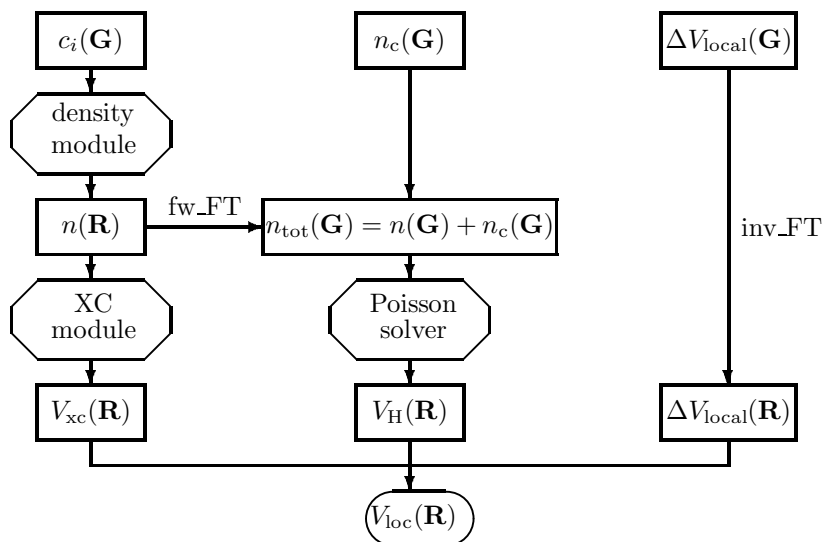 c_i(G) n_c(G) ΔV_local(G)
density
module
n(R) fw_FT n_tot(G) = n(G) + n_c(G) inv_FT
XC
module
Poisson
solver
V_xc(R) V_H(R) ΔV_local(R)
V_loc(R)